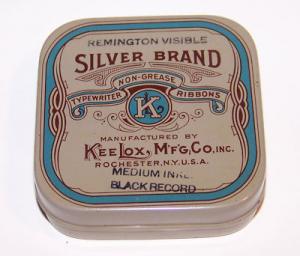 REMINGTON VISIBLE
SILVER BRAND
NON-GREASE
TYPEWRITER RIBBONS
K
MANUFACTURED BY
KEE LOX, M'F'G, CO, INC.
ROCHESTER, N.Y. U.S.A.
MEDIUM INKED
BLACK RECORD